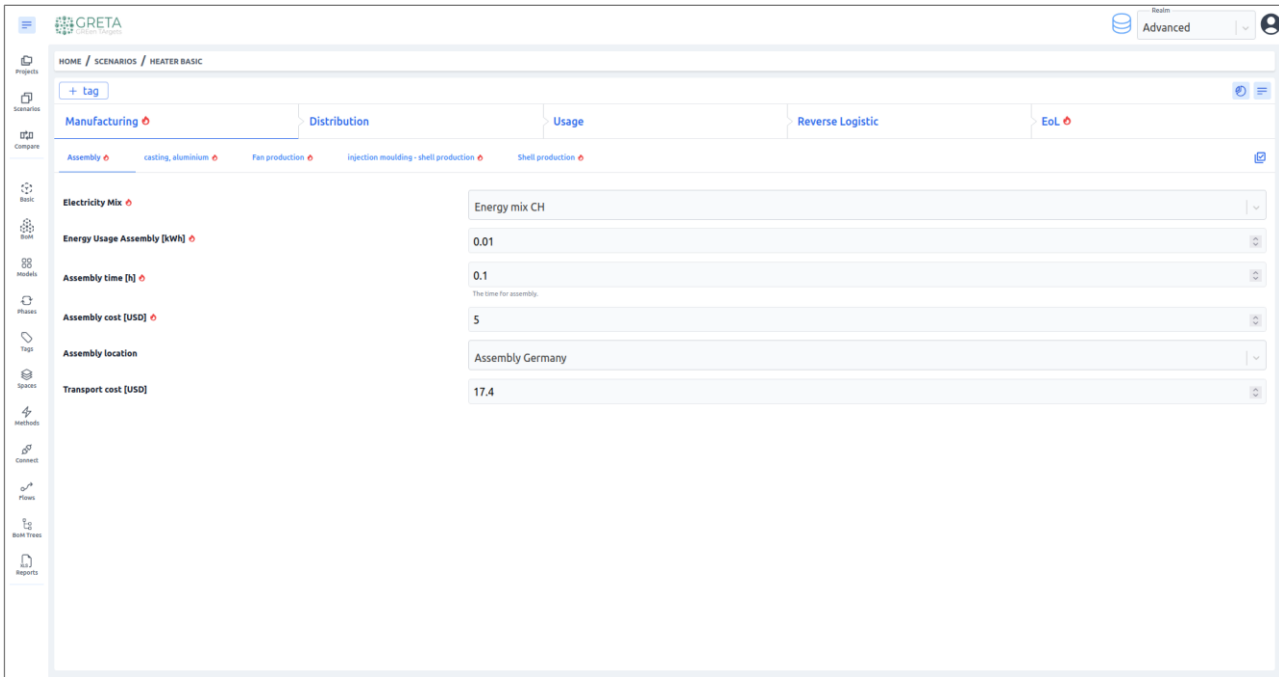 GRETA
GREen TArgets
Realm
Advanced
Projects
Scenarios
Compare
Basic
BoM
Models
Phases
Tags
Spaces
Methods
Connect
Flows
BoM Trees
Reports
HOME / SCENARIOS / HEATER BASIC
+ tag
Manufacturing
Distribution
Usage
Reverse Logistic
EoL
Assembly
casting, aluminium
Fan production
injection moulding - shell production
Shell production
Electricity Mix
Energy mix CH
Energy Usage Assembly [kWh]
0.01
Assembly time [h]
0.1
The time for assembly.
Assembly cost [USD]
5
Assembly location
Assembly Germany
Transport cost [USD]
17.4